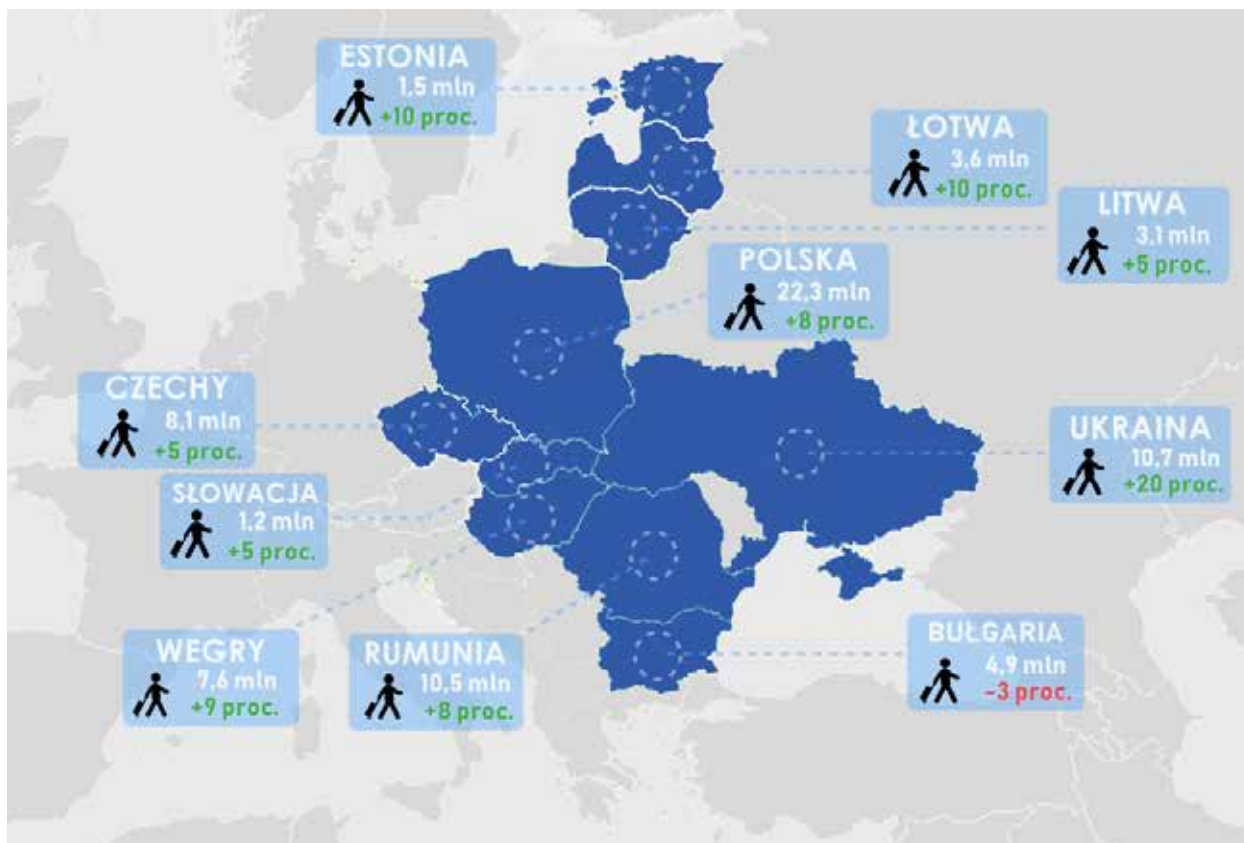 ESTONIA
1.5 mln
+10 proc.
ŁOTWA
3,6 mln
+10 proc.
LITWA
3.1 mln
+5 proc.
POLSKA
22,3 mln
+8 proc.
CZECHY
8,1 mln
+5 proc.
UKRAINA
10,7 mln
+20 proc.
SŁOWACJA
1,2 mln
+5 proc.
WEGRY
7,6 mln
+9 proc.
RUMUNIA
10,5 mln
+8 proc.
BUŁGARIA
4,9 mln
-3 proc.